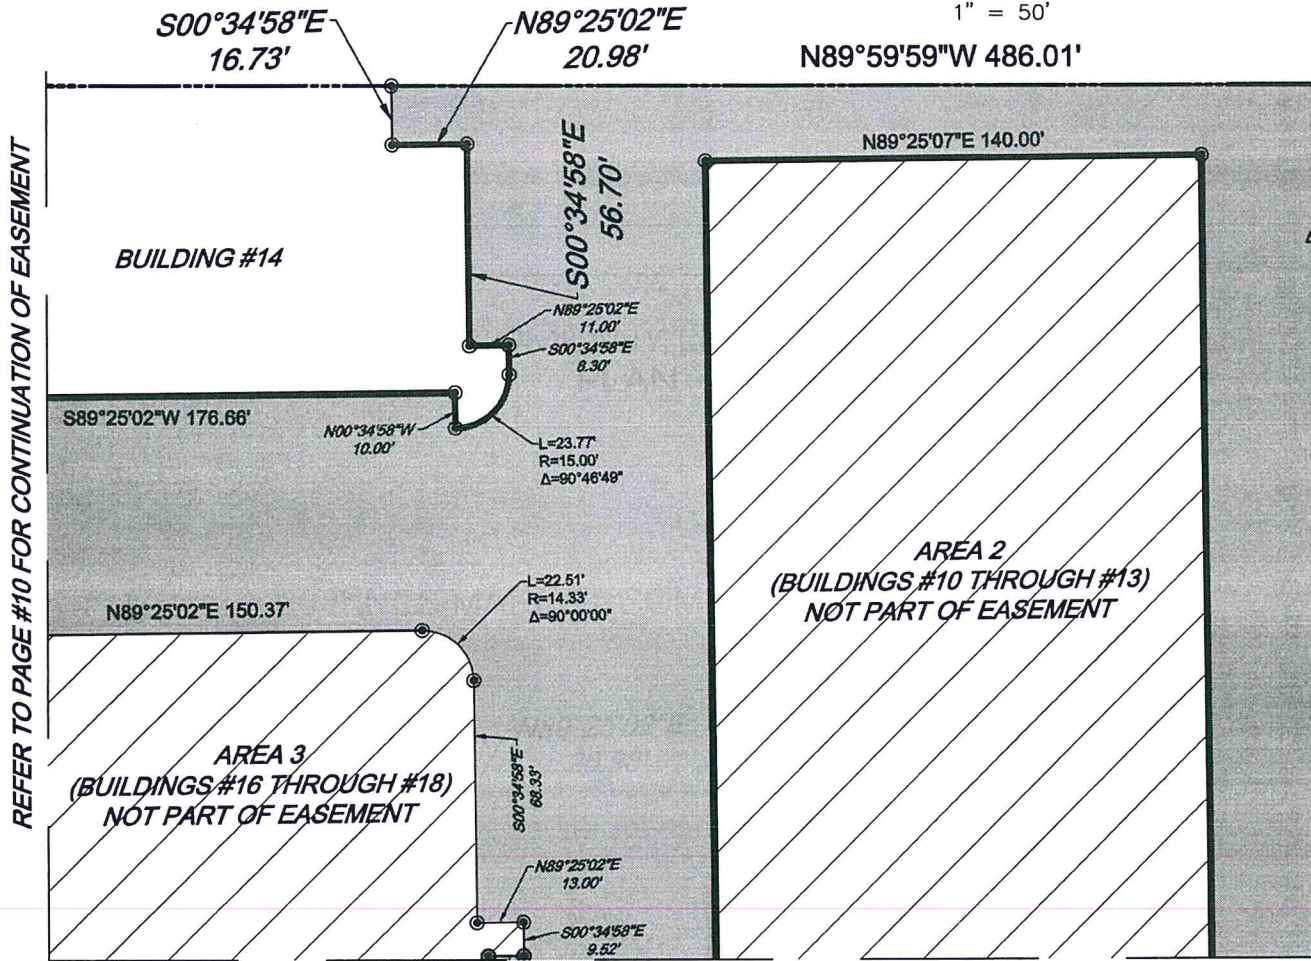 1" = 50'
S00°34'58"E
16.73'
N89°25'02"E
20.98'
N89°59'59"W 486.01'
REFER TO PAGE #10 FOR CONTINUATION OF EASEMENT
N89°25'07"E 140.00'
S00°34'58"E
56.70'
BUILDING #14
N89°25'02"E
11.00'
S00°34'58"E
8.30'
S89°25'02"W 176.66'
N00°34'58"W
10.00'
L=23.77'
R=15.00'
Δ=90°46'49"
AREA 2
(BUILDINGS #10 THROUGH #13)
NOT PART OF EASEMENT
L=22.51'
R=14.33'
Δ=90°00'00"
N89°25'02"E 150.37'
AREA 3
(BUILDINGS #16 THROUGH #18)
NOT PART OF EASEMENT
S00°34'58"E
68.33'
N89°25'02"E
13.00'
S00°34'58"E
9.52'